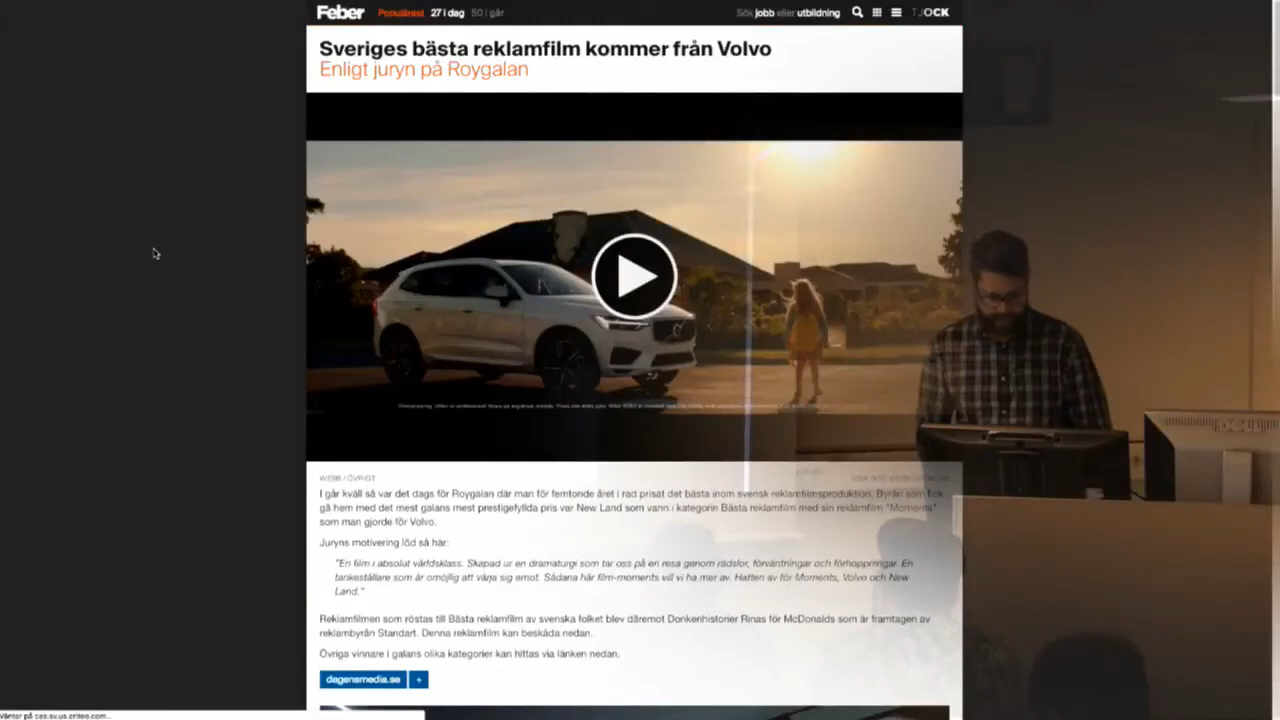 Feber Populärast 27 i dag 50 i går Sök jobb eller utbildning TJOCK
Sveriges bästa reklamfilm kommer från Volvo
Enligt juryn på Roygalan
WEBB / ÖVRIGT
I går kväll så var det dags för Roygalan där man för femtonde året i rad prisat det bästa inom svensk reklamfilmsproduktion. Byrån som fick
gå hem med det mest galans mest prestigefyllda pris var New Land som vann i kategorin Bästa reklamfilm med sin reklamfilm "Moments"
som man gjorde för Volvo.
Juryns motivering löd så här:
"En film i absolut världsklass. Skapad ur en dramaturgi som tar oss på en resa genom rädslor, förväntningar och förhoppningar. En
tankeställare som är omöjlig att värja sig emot. Sådana här film-moments vill vi ha mer av. Hatten av för Moments, Volvo och New
Land."
Reklamfilmen som röstas till Bästa reklamfilm av svenska folket blev däremot Donkenhistorier Rinas för McDonalds som är framtagen av
reklambyrån Standart. Denna reklamfilm kan beskåda nedan.
Övriga vinnare i galans olika kategorier kan hittas via länken nedan.
dagensmedia.se +
Väntar på cas.sv.us.criteo.com...